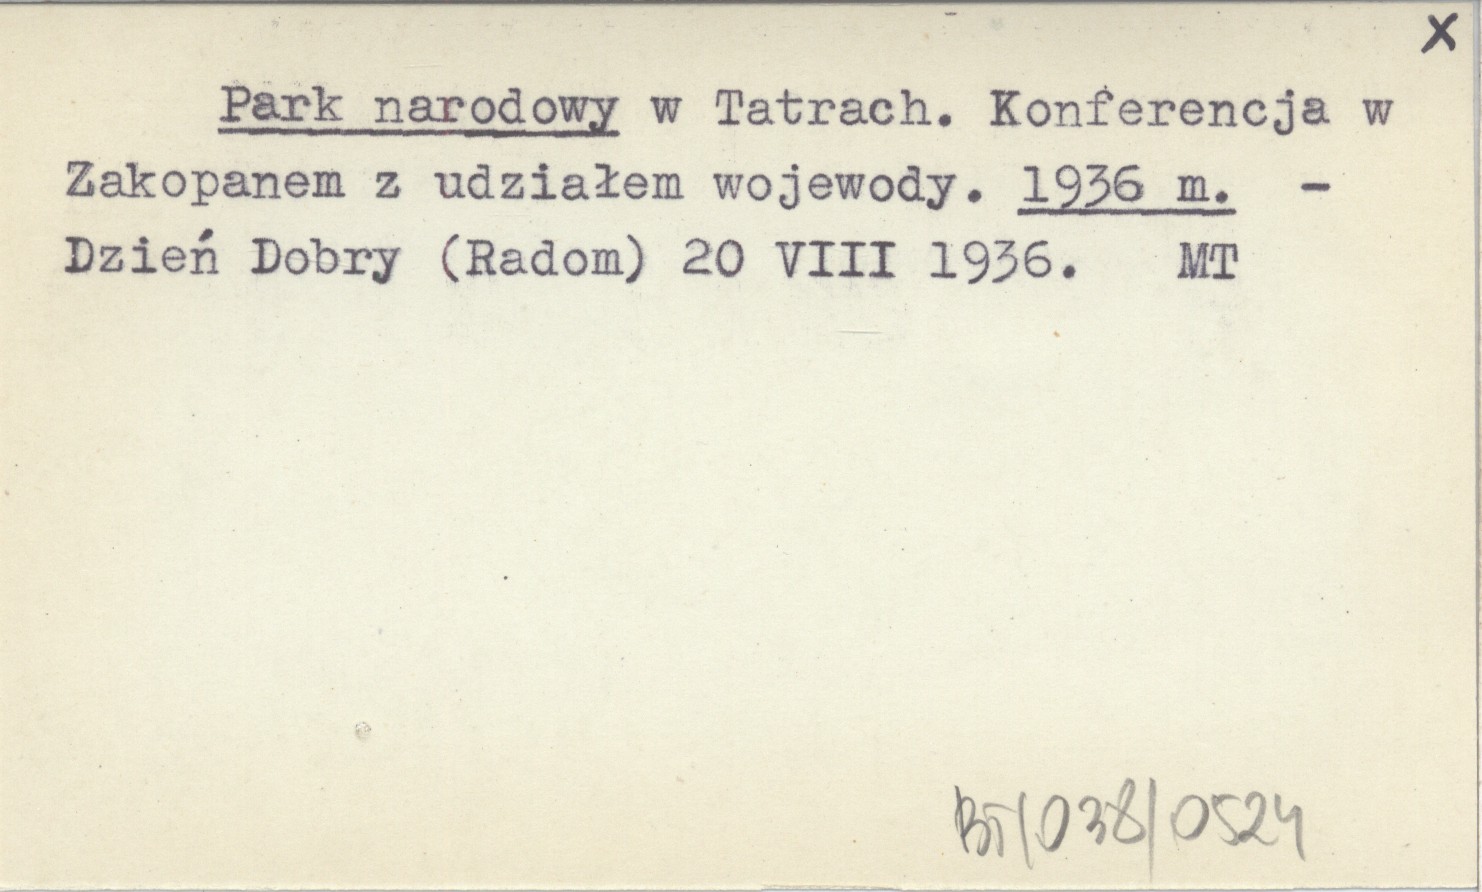 X
Park narodowy w Tatrach. Konferencja w
Zakopanem z udziałem wojewody. 1936 m. -
Dzień Dobry (Radom) 20 VIII 1936. MT
BT/038/0524